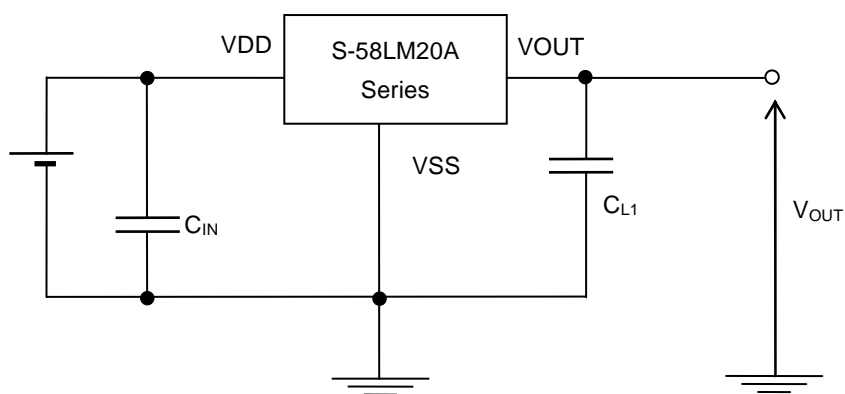 VDD
S-58LM20A
Series
VOUT
VSS
C_IN
C_L1
V_OUT